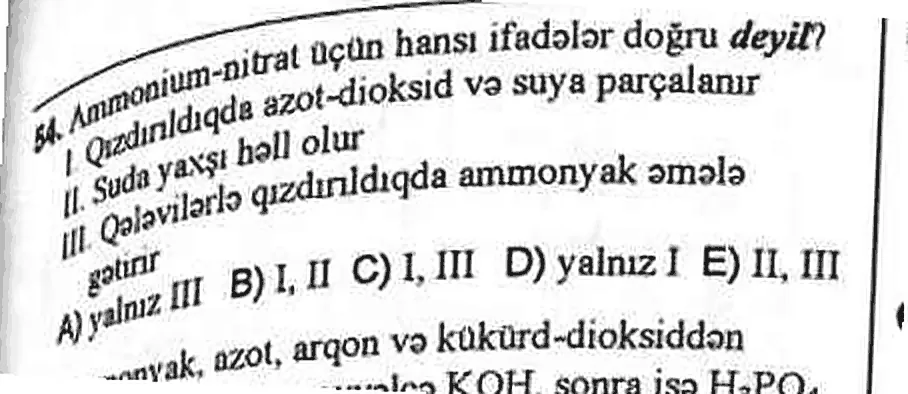 54. Ammonium-nitrat üçün hansı ifadələr doğru deyil?
I. Qızdırıldıqda azot-dioksid və suya parçalanır
II. Suda yaxşı həll olur
III. Qələvilərlə qızdırıldıqda ammonyak əmələ
gətirir
A) yalnız III B) I, II C) I, III D) yalnız I E) II, III
azot, arqon və kükürd-dioksiddən
KOH, sonra isə H₃PO₄